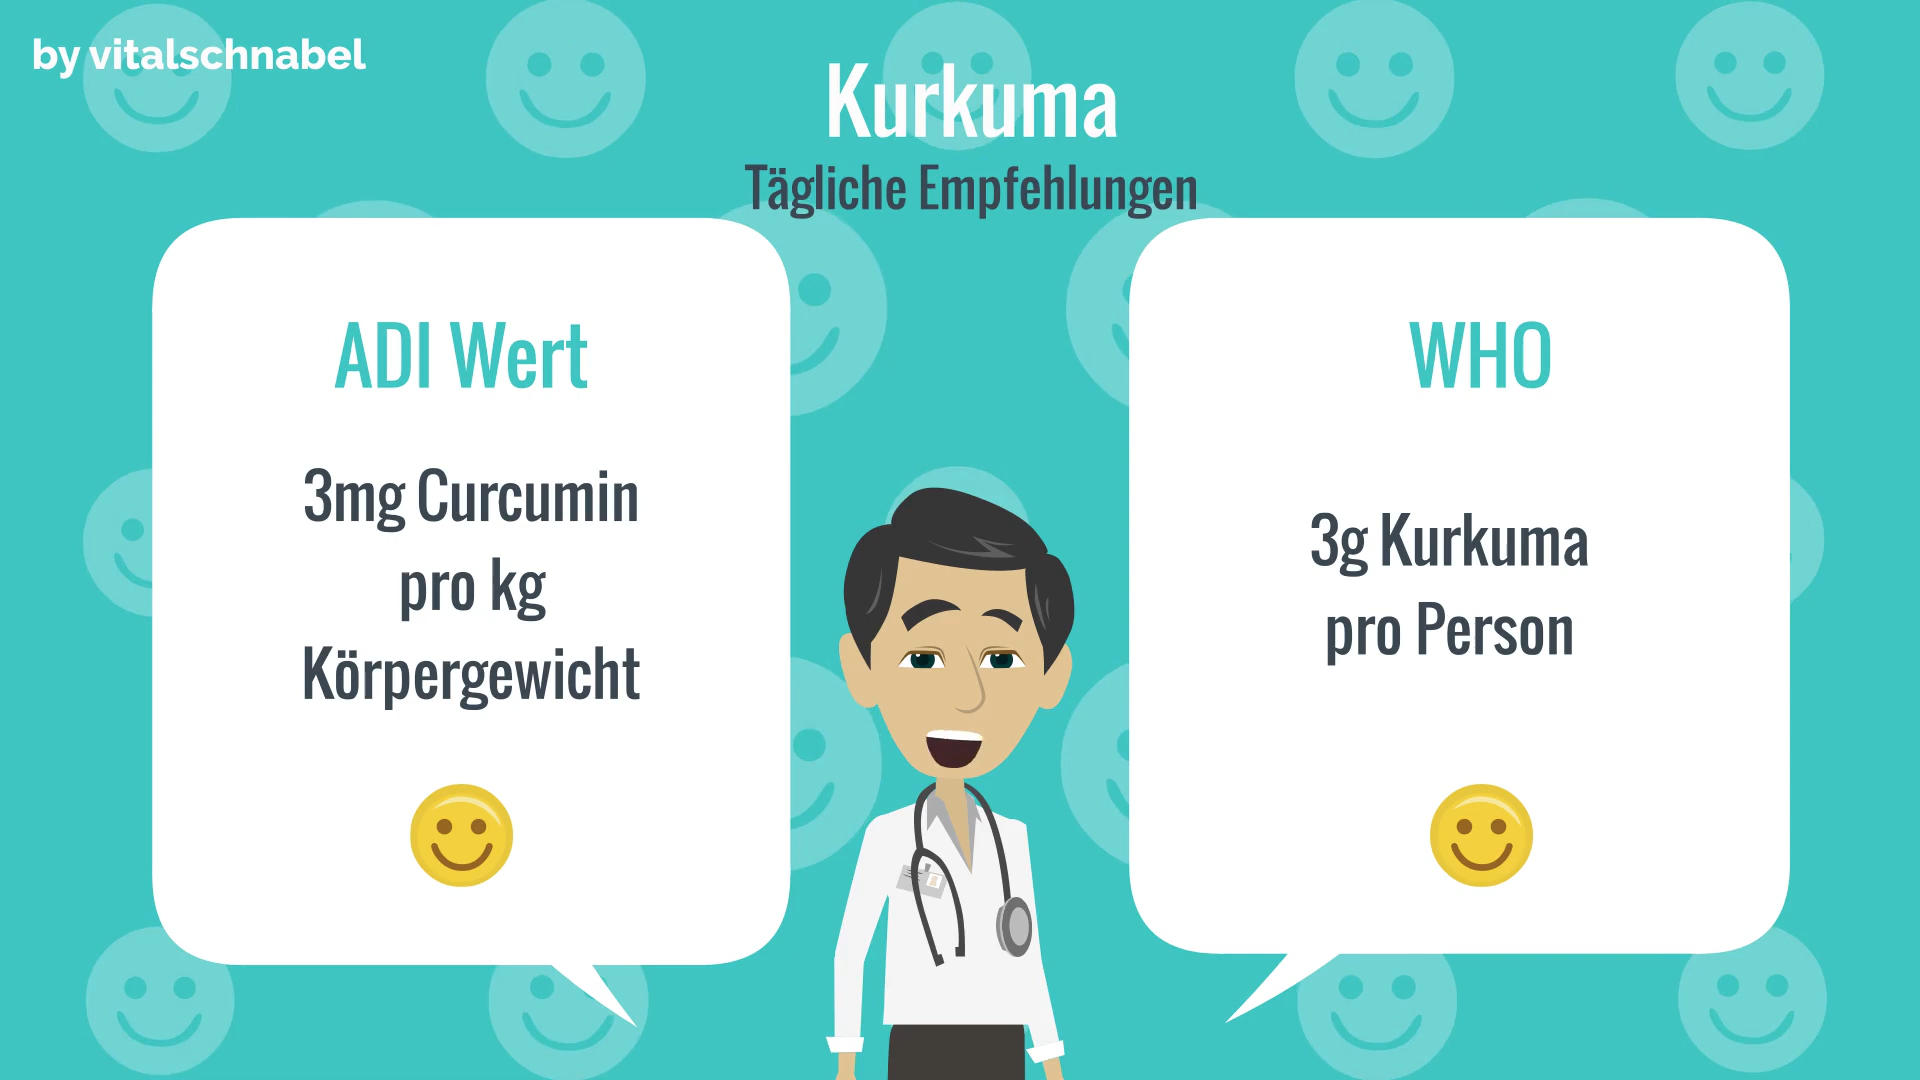 by vitalschnabel
Kurkuma
Tägliche Empfehlungen
ADI Wert
3mg Curcumin
pro kg
Körpergewicht
WHO
3g Kurkuma
pro Person